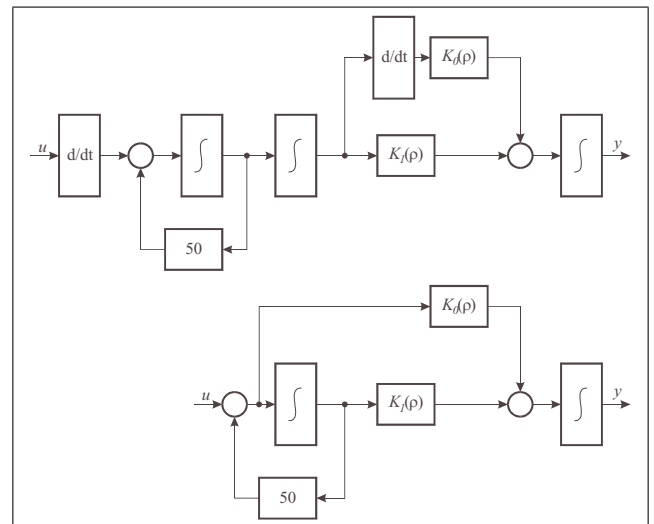 d/dt K₀(ρ)
u d/dt ∫ ∫ K₁(ρ) ∫ y
50
K₀(ρ)
u ∫ K₁(ρ) ∫ y
50